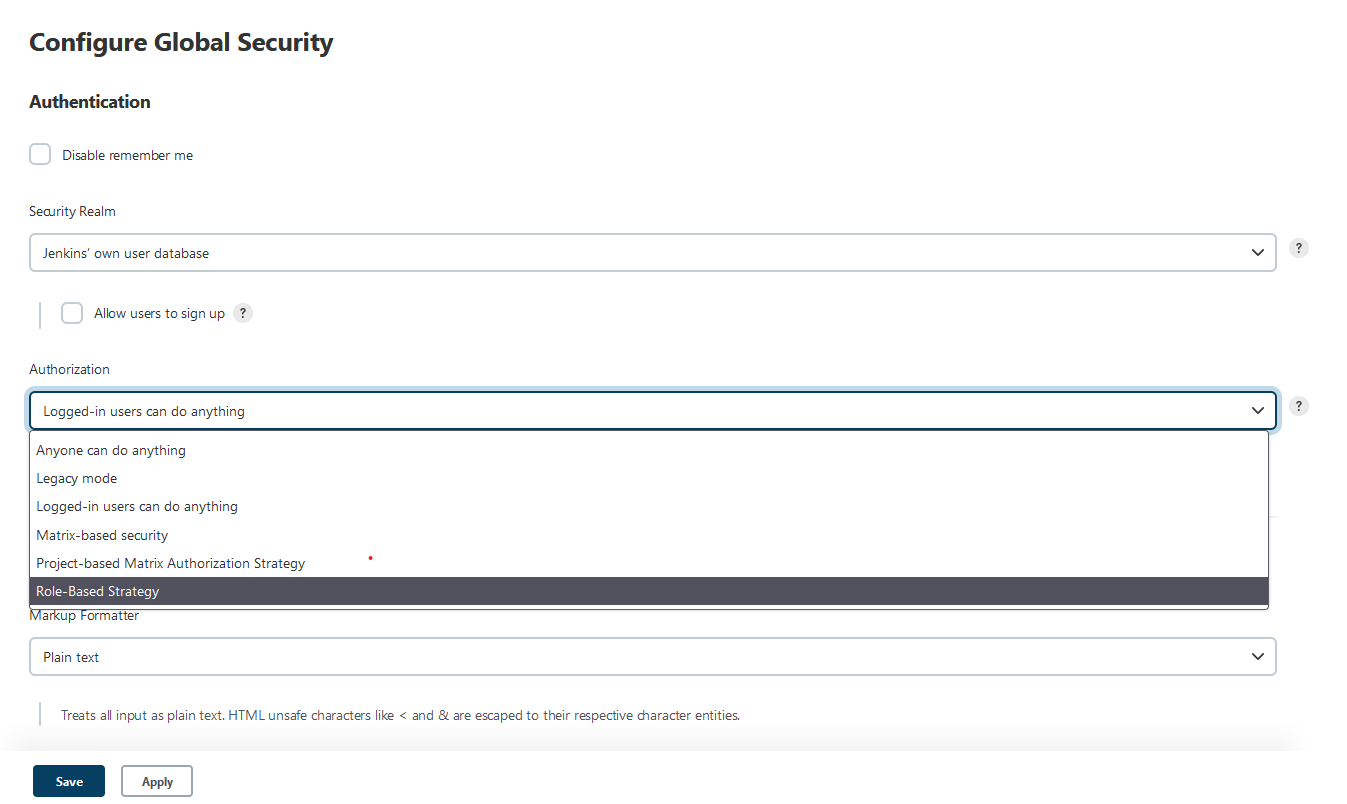 Configure Global Security
Authentication
Disable remember me
Security Realm
Jenkins’ own user database
?
Allow users to sign up ?
Authorization
Logged-in users can do anything
?
Anyone can do anything
Legacy mode
Logged-in users can do anything
Matrix-based security
Project-based Matrix Authorization Strategy
Role-Based Strategy
Markup Formatter
Plain text
Treats all input as plain text. HTML unsafe characters like < and & are escaped to their respective character entities.
Save Apply